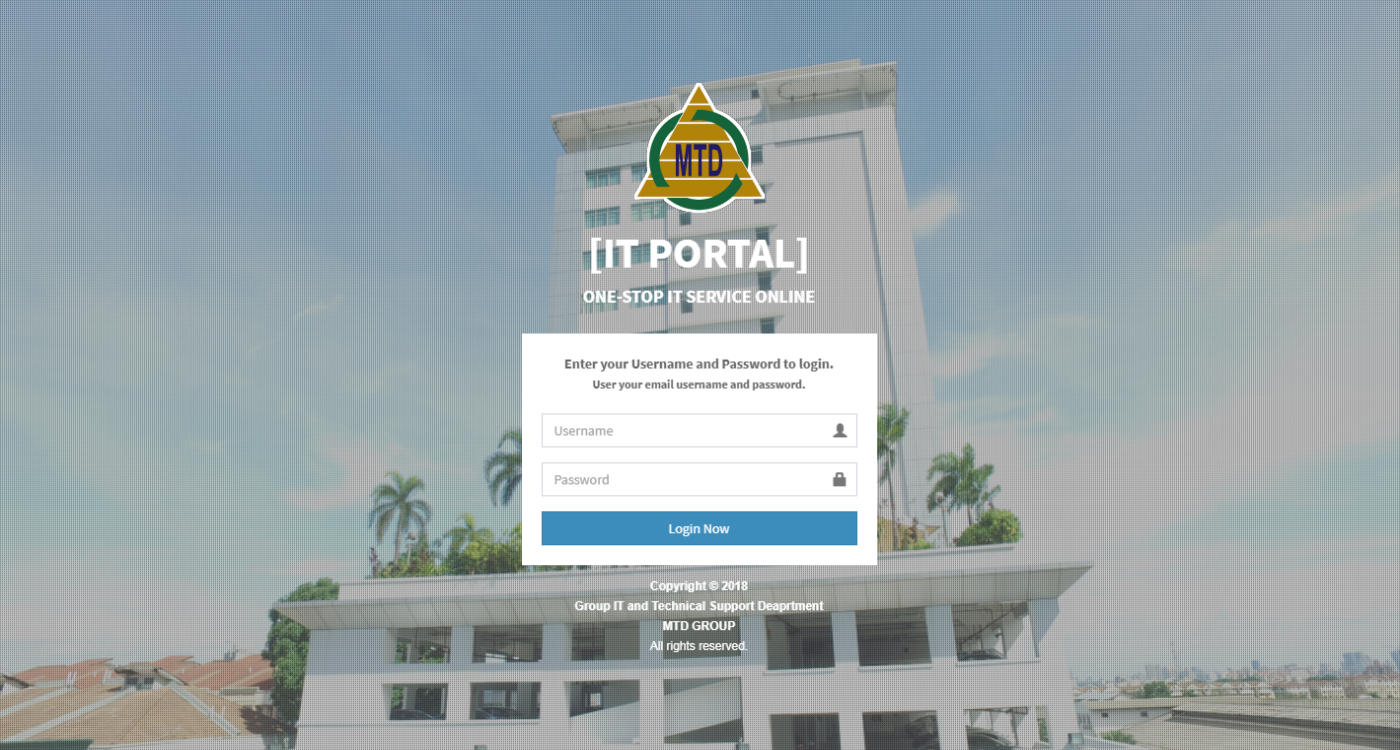 MTD
[IT PORTAL]
ONE-STOP IT SERVICE ONLINE
Enter your Username and Password to login.
User your email username and password.
Username
Password
Login Now
Copyright © 2018
Group IT and Technical Support Deaprtment
MTD GROUP
All rights reserved.